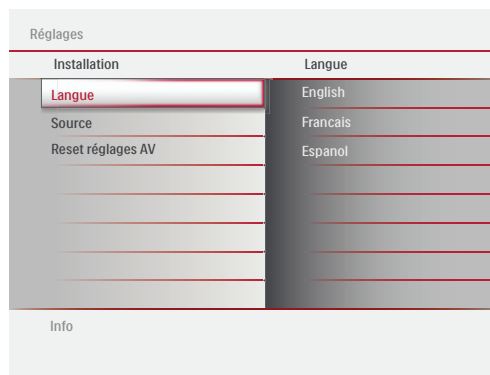 Réglages
Installation
Langue
Langue
English
Source
Francais
Reset réglages AV
Espanol
Info